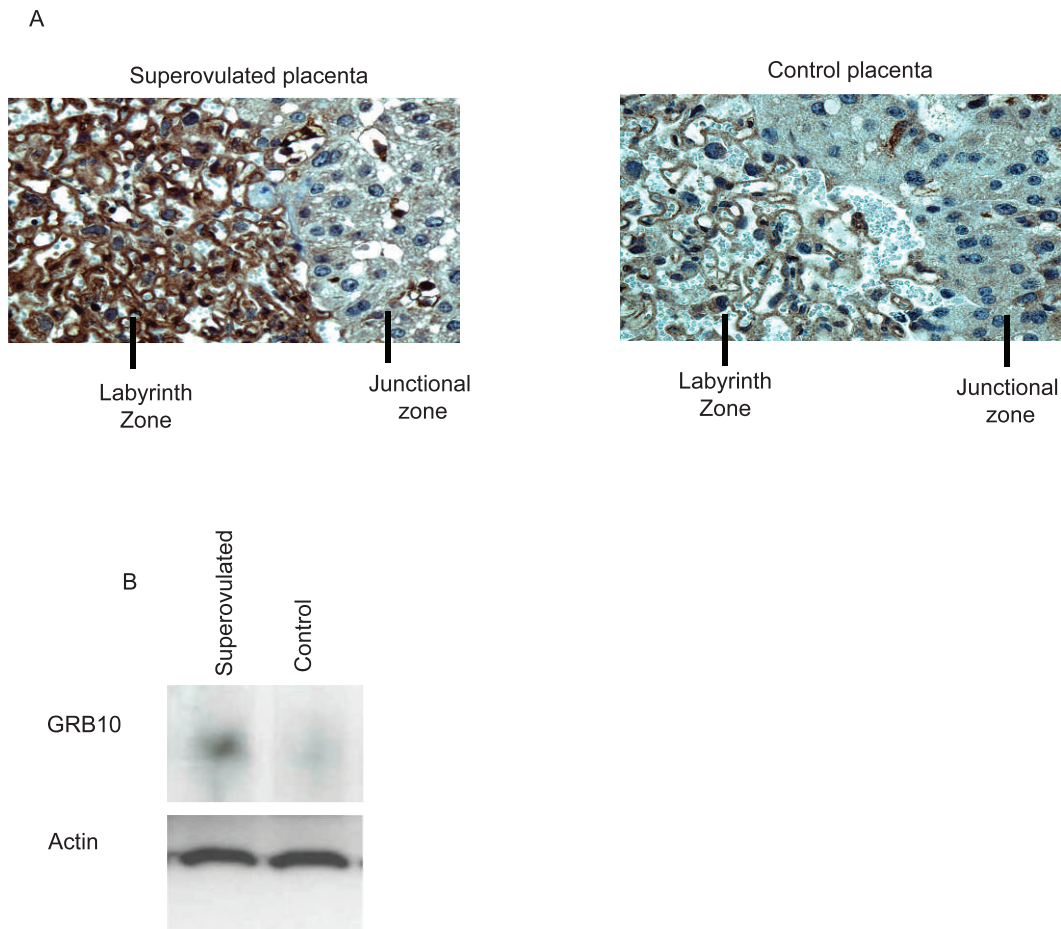 A
Superovulated placenta
Control placenta
Labyrinth
Zone
Junctional
zone
Labyrinth
Zone
Junctional
zone
B
Superovulated
Control
GRB10
Actin